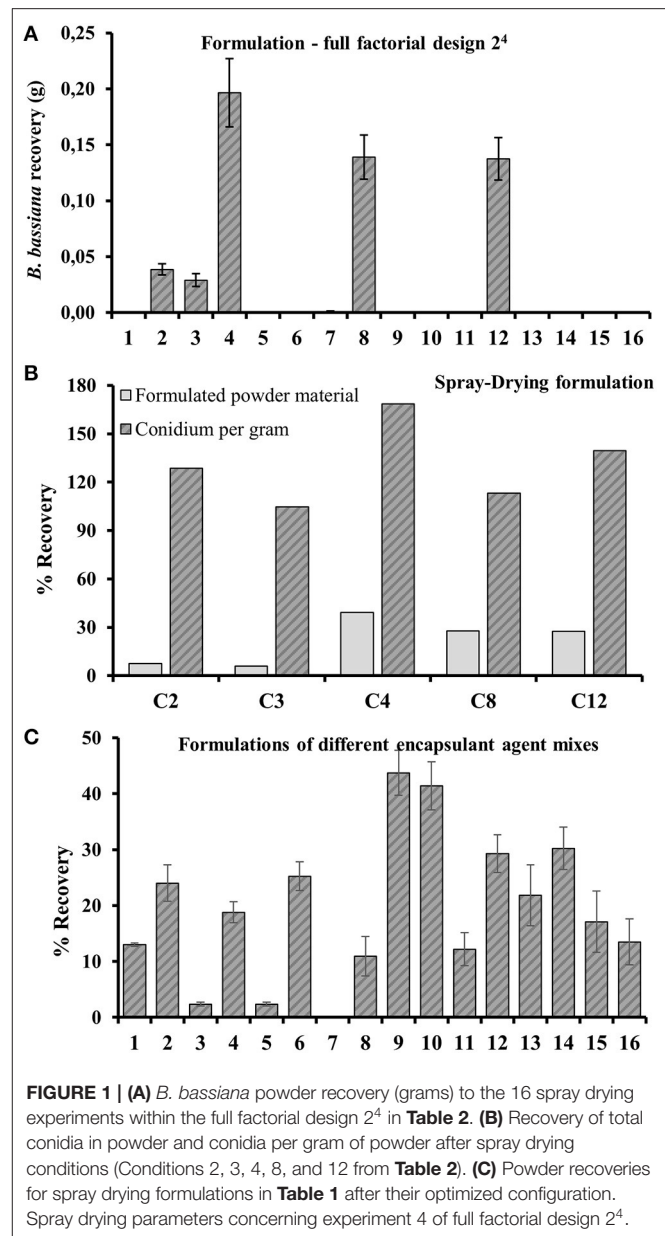 A
Formulation - full factorial design 2⁴
B. bassiana recovery (g)
0,25
0,20
0,15
0,10
0,05
0,00
1 2 3 4 5 6 7 8 9 10 11 12 13 14 15 16
B
Spray-Drying formulation
Formulated powder material
Conidium per gram
% Recovery
180
150
120
90
60
30
0
C2 C3 C4 C8 C12
C
Formulations of different encapsulant agent mixes
% Recovery
50
40
30
20
10
0
1 2 3 4 5 6 7 8 9 10 11 12 13 14 15 16
FIGURE 1 | (A) B. bassiana powder recovery (grams) to the 16 spray drying
experiments within the full factorial design 2⁴ in Table 2. (B) Recovery of total
conidia in powder and conidia per gram of powder after spray drying
conditions (Conditions 2, 3, 4, 8, and 12 from Table 2). (C) Powder recoveries
for spray drying formulations in Table 1 after their optimized configuration.
Spray drying parameters concerning experiment 4 of full factorial design 2⁴.